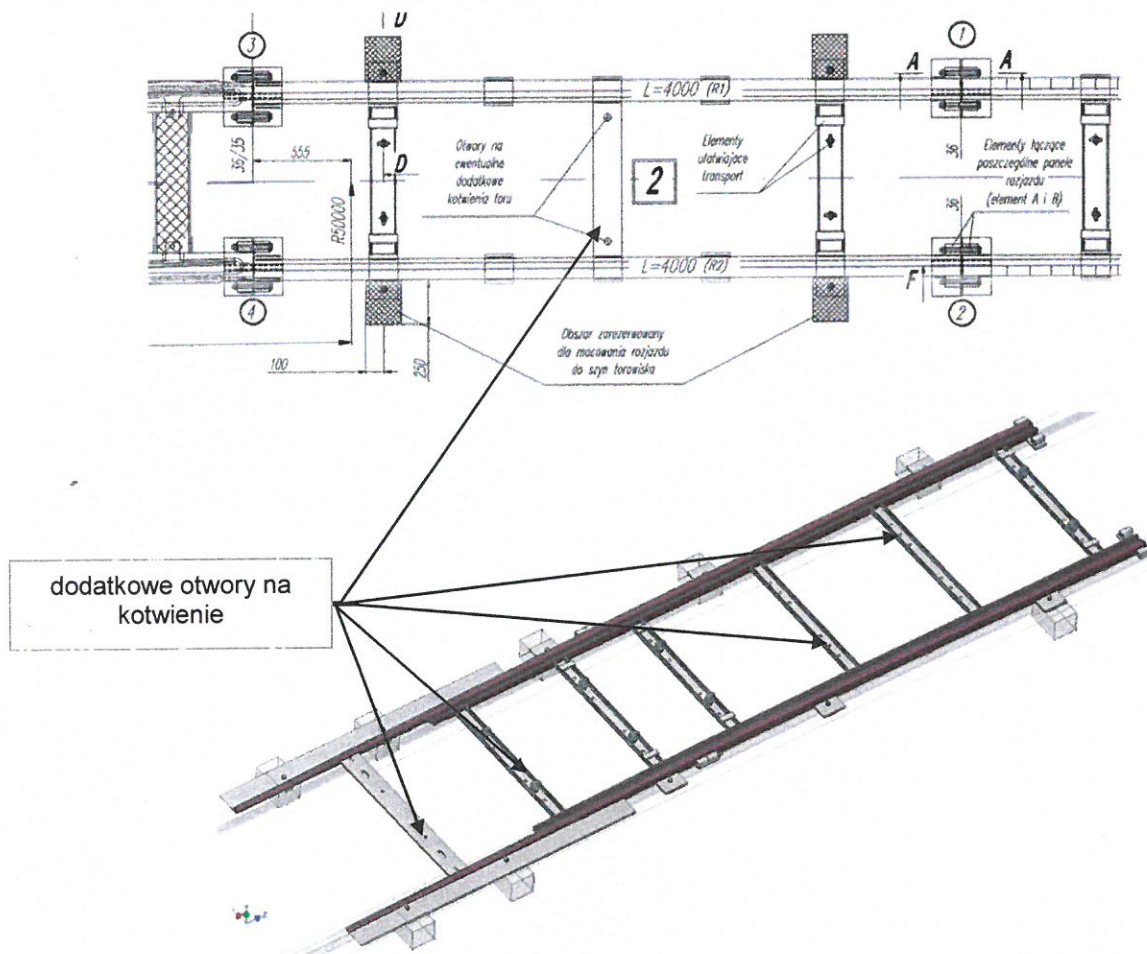 D
3
1
A
A
L=4000 (R1)
36/35
555
D
R50000
Otwory na
ewentualne
dodatkowe
kotwienia toru
2
Elementy
ułatwiające
transport
36
36
Elementy łączące
poszczególne panele
rozjazdu
(element A i B)
L=4000 (R2)
F
4
2
100
250
Obszar zarezerwowany
dla mocowania rozjazdu
do szyn torowiska
dodatkowe otwory na
kotwienie